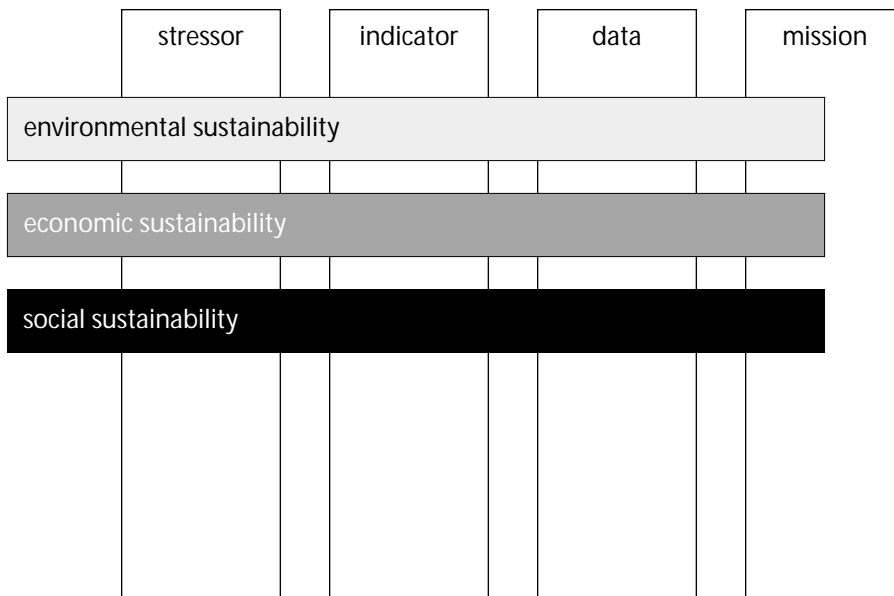 stressor
indicator
data
mission
environmental sustainability
economic sustainability
social sustainability